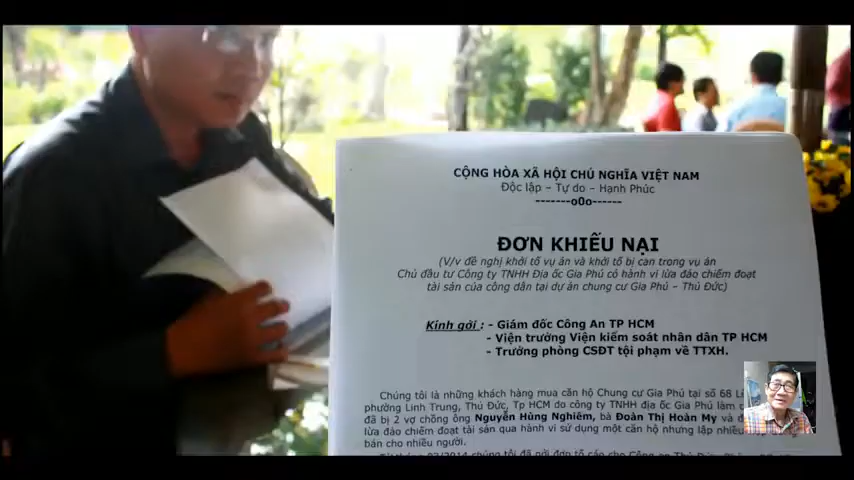 CỘNG HÒA XÃ HỘI CHỦ NGHĨA VIỆT NAM
Độc lập – Tự do – Hạnh Phúc
-------o0o------
ĐƠN KHIẾU NẠI
(V/v đề nghị khởi tố vụ án và khởi tố bị can trong vụ án
Chủ đầu tư Công ty TNHH Địa ốc Gia Phú có hành vi lừa đảo chiếm đoạt
tài sản của công dân tại dự án chung cư Gia Phú – Thủ Đức)
Kính gởi : - Giám đốc Công An TP HCM
- Viện trưởng Viện kiểm soát nhân dân TP HCM
- Trưởng phòng CSĐT tội phạm về TTXH.
Chúng tôi là những khách hàng mua căn hộ Chung cư Gia Phú tại số 68
phường Linh Trung, Thủ Đức, Tp HCM do công ty TNHH địa ốc Gia Phú làm
đã bị 2 vợ chồng ông Nguyễn Hùng Nghiêm, bà Đoàn Thị Hoàn My và
lừa đảo chiếm đoạt tài sản qua hành vi sử dụng một căn hộ nhưng lập nhiều
bán cho nhiều người.